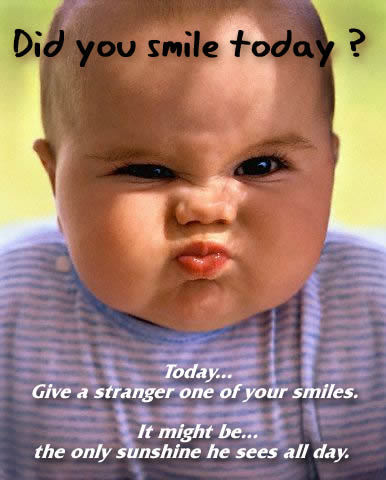 Did you smile today ?
Today...
Give a stranger one of your smiles.
It might be...
the only sunshine he sees all day.